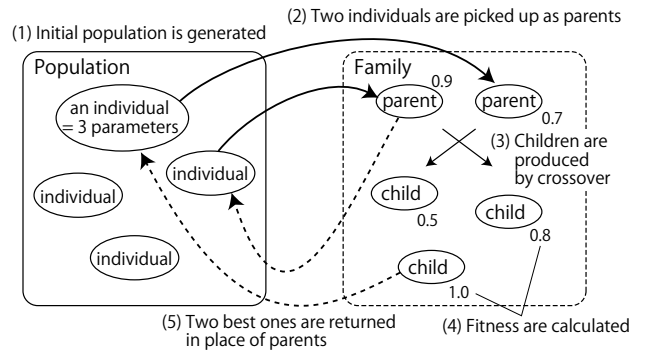 (2) Two individuals are picked up as parents
(1) Initial population is generated
Population
an individual
= 3 parameters
individual
individual
individual
Family
parent
0.9
parent
0.7
(3) Children are
produced
by crossover
child
0.5
child
0.8
child
1.0
(5) Two best ones are returned
in place of parents
(4) Fitness are calculated